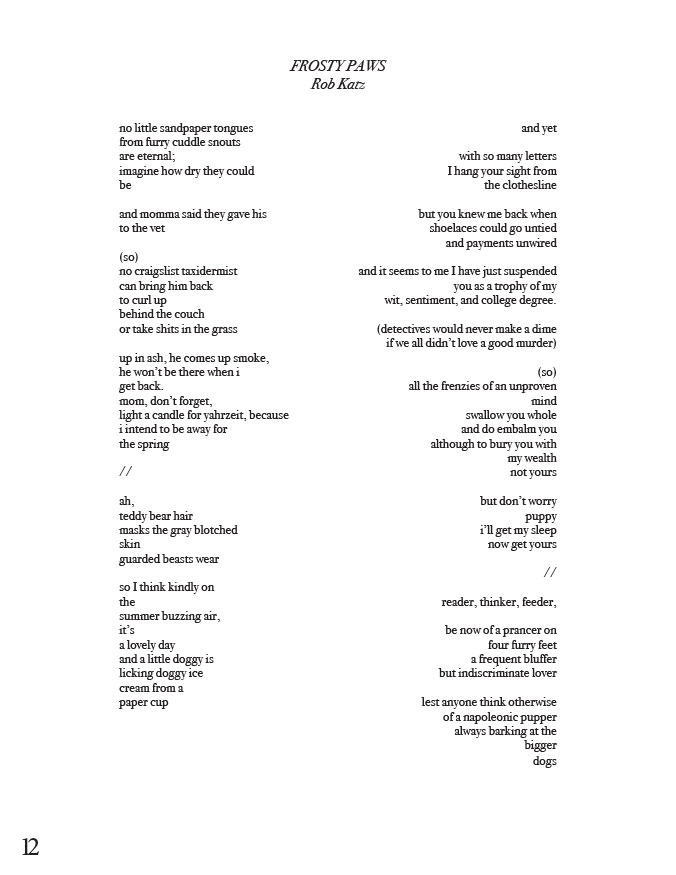 FROSTY PAWS
Rob Katz
no little sandpaper tongues
from furry cuddle snouts
are eternal;
imagine how dry they could
be
and momma said they gave his
to the vet
(so)
no craigslist taxidermist
can bring him back
to curl up
behind the couch
or take shits in the grass
up in ash, he comes up smoke,
he won't be there when i
get back.
mom, don't forget,
light a candle for yahrzeit, because
i intend to be away for
the spring
//
ah,
teddy bear hair
masks the gray blotched
skin
guarded beasts wear
so I think kindly on
the
summer buzzing air,
it's
a lovely day
and a little doggy is
licking doggy ice
cream from a
paper cup
and yet
with so many letters
I hang your sight from
the clothesline
but you knew me back when
shoelaces could go untied
and payments unwired
and it seems to me I have just suspended
you as a trophy of my
wit, sentiment, and college degree.
(detectives would never make a dime
if we all didn't love a good murder)
(so)
all the frenzies of an unproven
mind
swallow you whole
and do embalm you
although to bury you with
my wealth
not yours
but don't worry
puppy
i'll get my sleep
now get yours
//
reader, thinker, feeder,
be now of a prancer on
four furry feet
a frequent bluffer
but indiscriminate lover
lest anyone think otherwise
of a napoleonic pupper
always barking at the
bigger
dogs
12